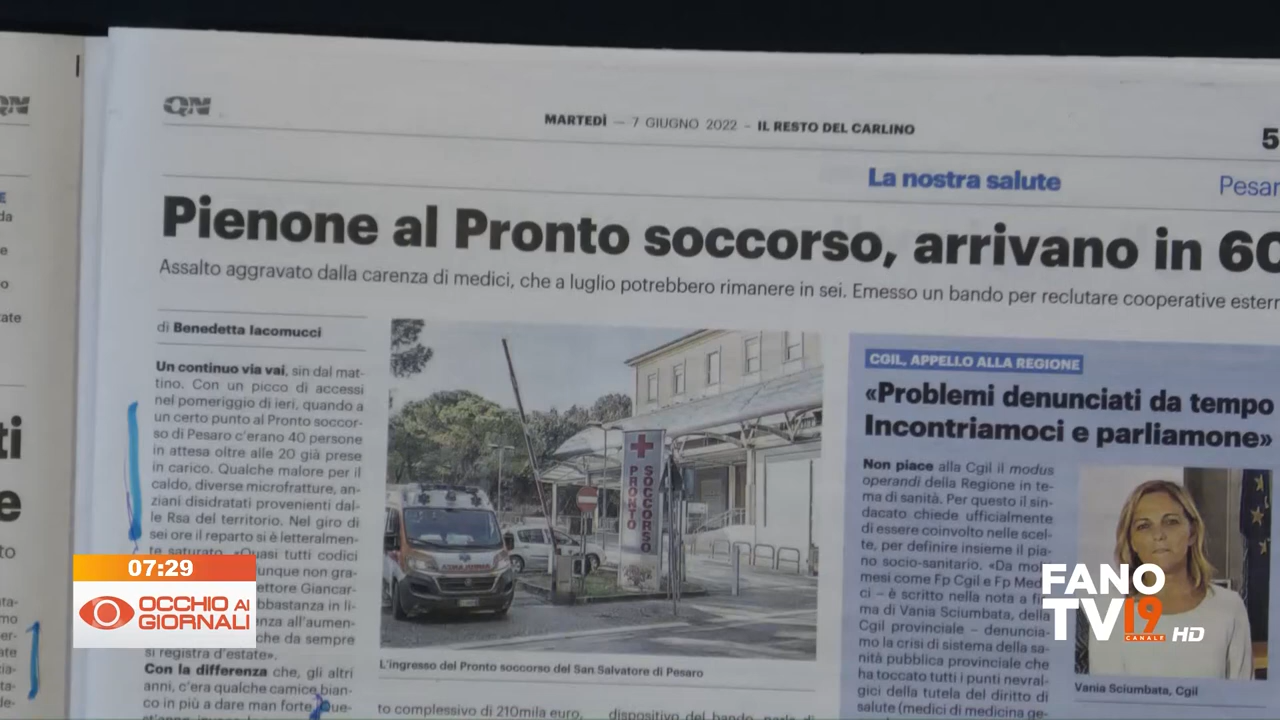 QN
MARTEDÌ — 7 GIUGNO 2022 – IL RESTO DEL CARLINO
5
La nostra salute
Pienone al Pronto soccorso, arrivano in 60
Assalto aggravato dalla carenza di medici, che a luglio potrebbero rimanere in sei. Emesso un bando per reclutare cooperative
di Benedetta Iacomucci
Un continuo via vai, sin dal mat-
tino. Con un picco di accessi
nel pomeriggio di ieri, quando a
un certo punto al Pronto soccor-
so di Pesaro c'erano 40 persone
in attesa oltre alle 20 già prese
in carico. Qualche malore per il
caldo, diverse microfratture, an-
ziani disidratati provenienti dal-
le Rsa del territorio. Nel giro di
sei ore il reparto si è letteralmen-
te saturato. «Quasi tutti codici
che da sempre
si registra d'estate».
Con la differenza che, gli altri
anni, c'era qualche camice bian-
co in più a dare man forte.
PRONTO
SOCCORSO
L'ingresso del Pronto soccorso del San Salvatore di Pesaro
to complessivo di 210mila euro,
dispositivo del bando
CGIL, APPELLO ALLA REGIONE
«Problemi denunciati da tempo
Incontriamoci e parliamone»
Non piace alla Cgil il modus
operandi della Regione in te-
ma di sanità. Per questo il sin-
dacato chiede ufficialmente
di essere coinvolto nelle scel-
te, per definire insieme il pia-
no socio-sanitario. «Da
mesi come Fp Cgil e Fp
ci – è scritto nella nota a
ma di Vania Sciumbata, della
Cgil provinciale – denuncia-
mo la crisi di sistema della sa-
nità pubblica provinciale che
ha toccato tutti i punti nevral-
gici della tutela del diritto di
salute (medici di medicina ge-
Vania Sciumbata, Cgil
07:29
OCCHIO AI
GIORNALI
FANO
TV19
CANALE
HD